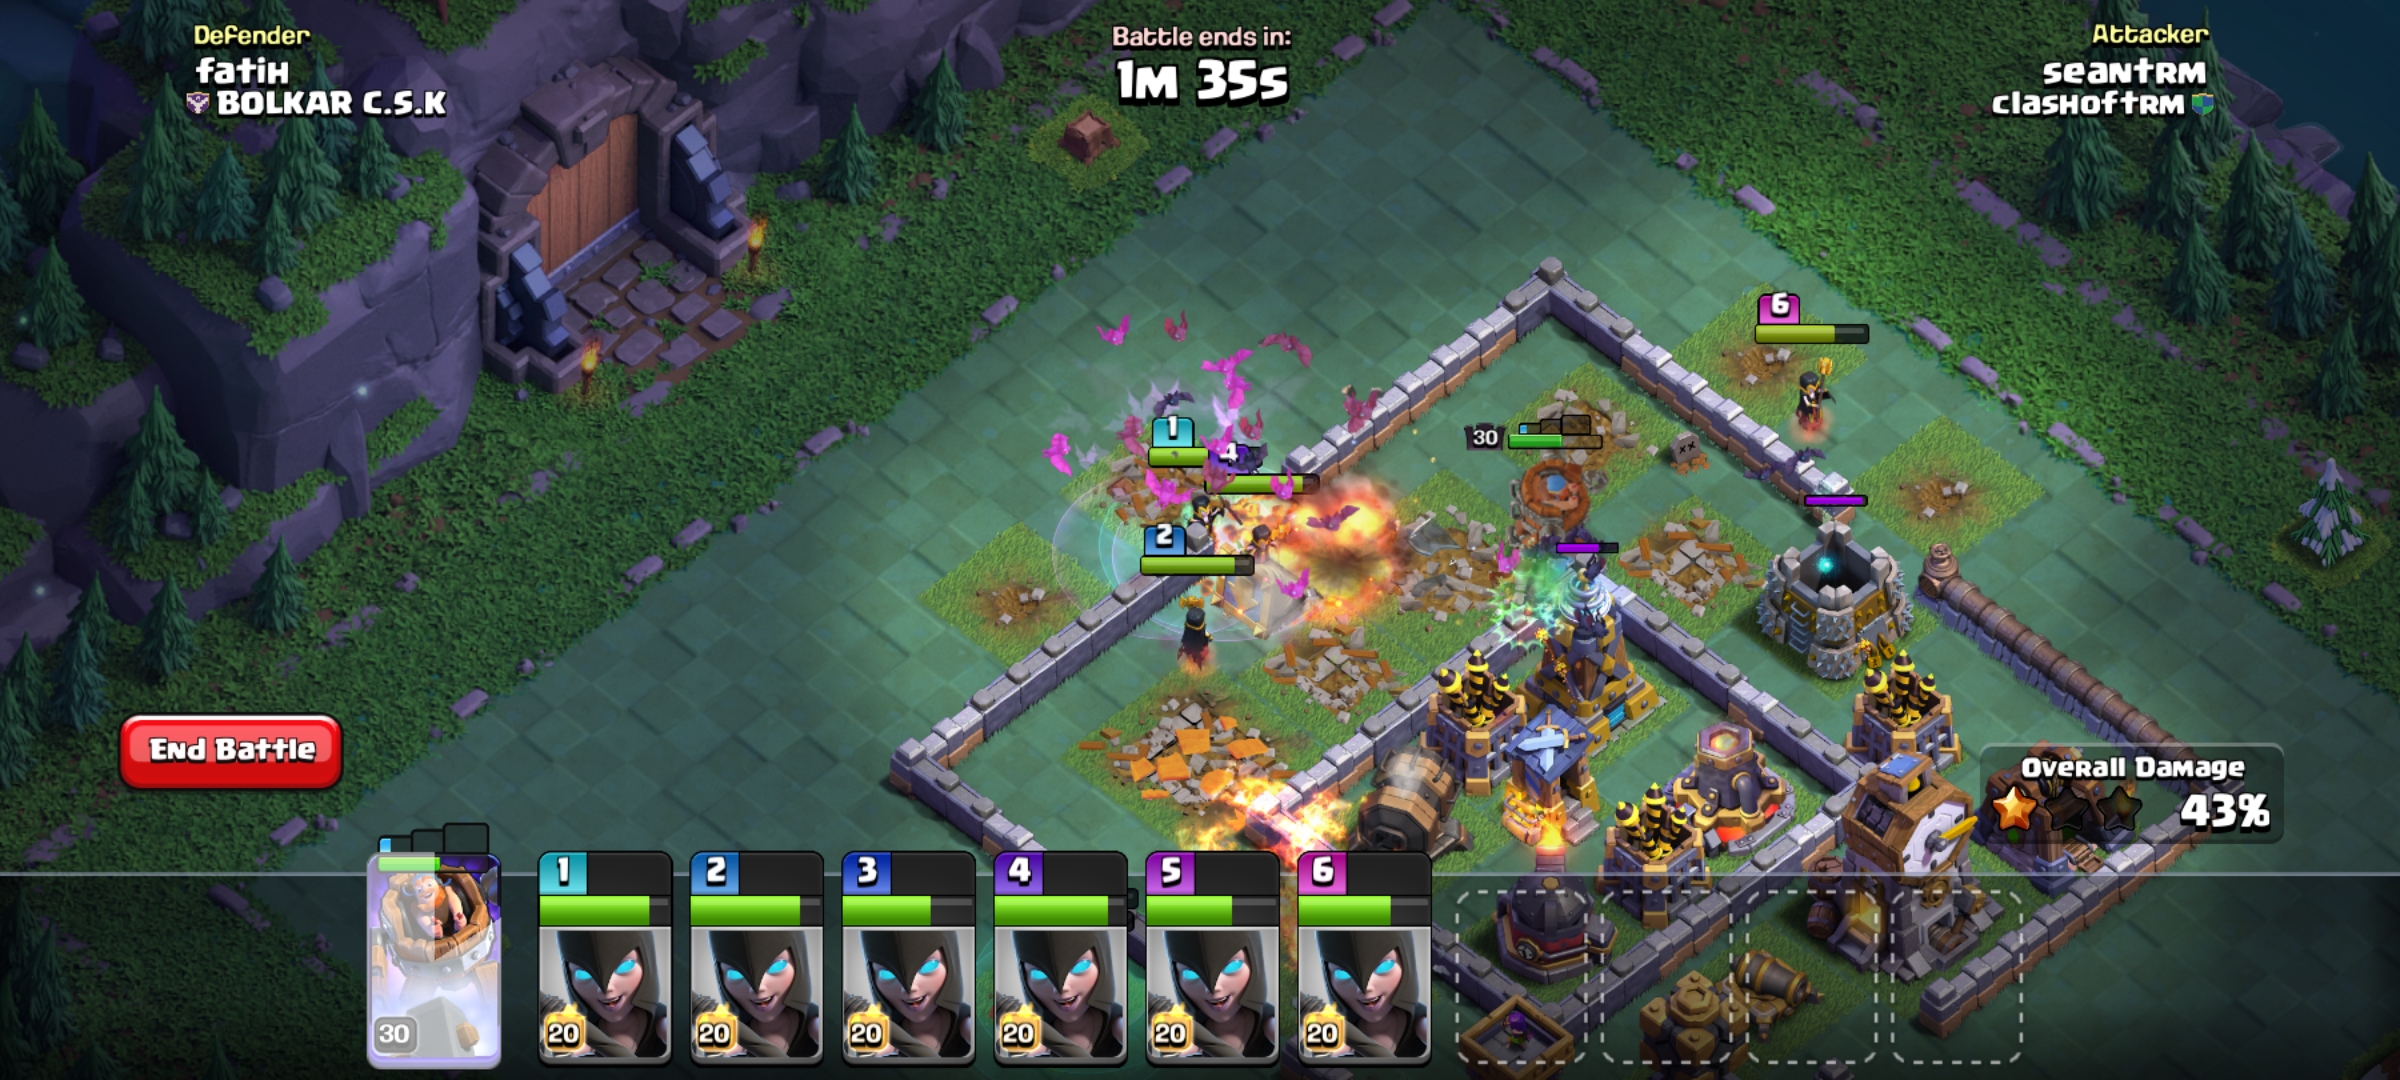 Defender
fatih
BOLKAR C.S.K
Battle ends in:
1M 35s
Attacker
seantrm
clashoftrm
6
30
1
4
2
End Battle
Overall Damage
43%
30
1
20
2
20
3
20
4
20
5
20
6
20